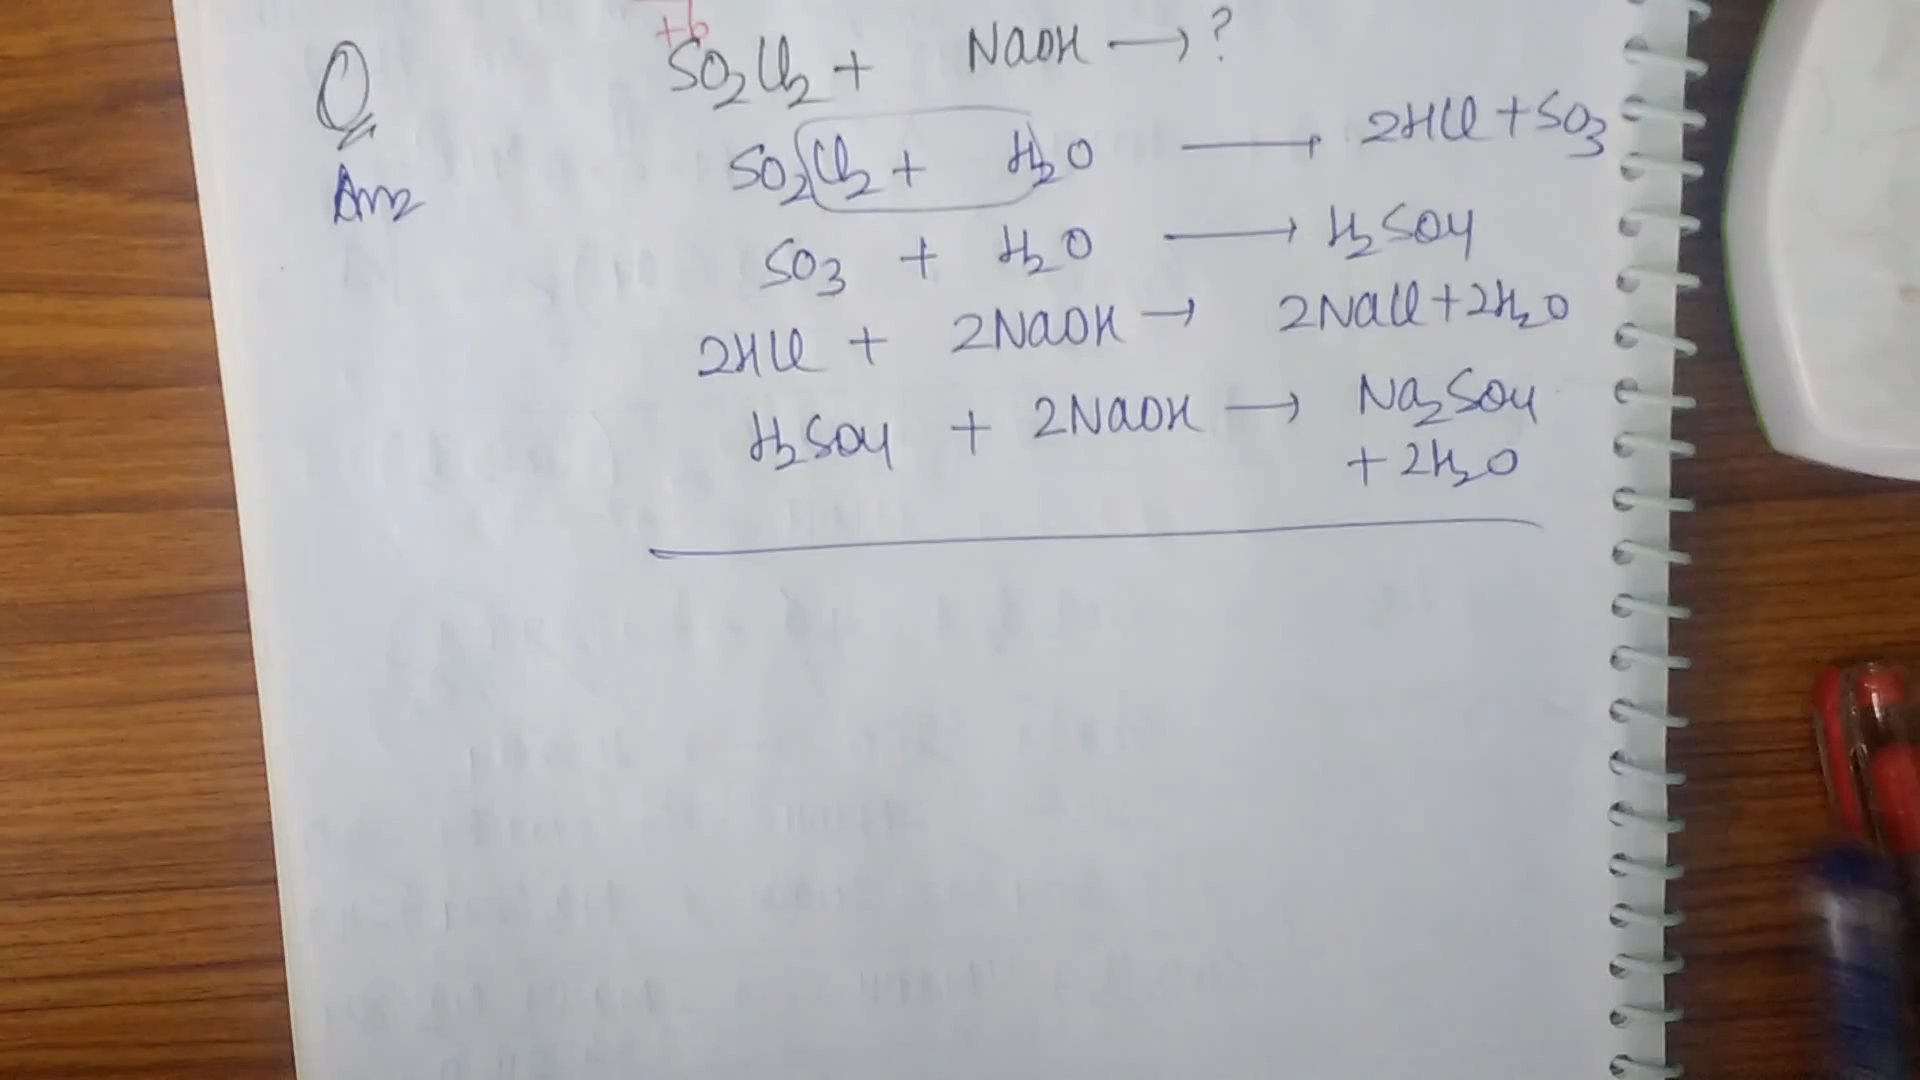 +6
Q SO2Cl2 + NaOH → ?
Ans SO2Cl2 + H2O → 2HCl + SO3
SO3 + H2O → H2SO4
2HCl + 2NaOH → 2NaCl + 2H2O
H2SO4 + 2NaOH → Na2SO4
+ 2H2O